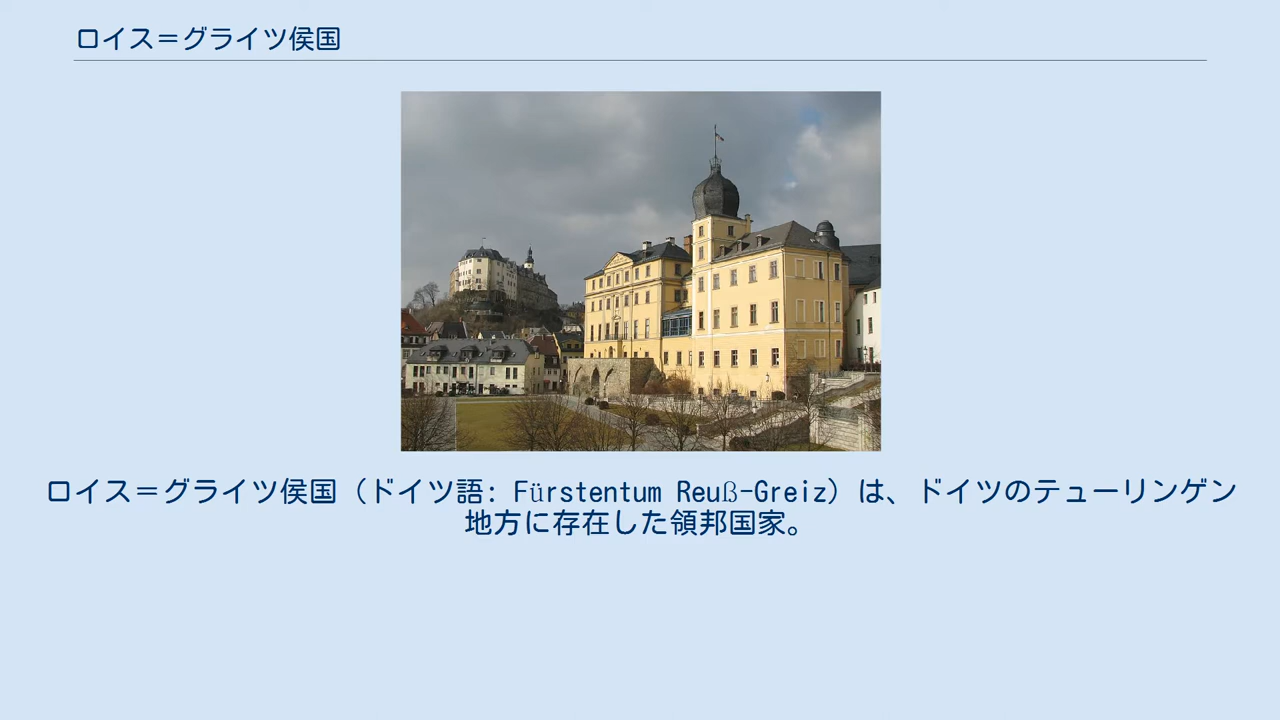 ロイス＝グライツ侯国
ロイス＝グライツ侯国（ドイツ語: Fürstentum Reuß-Greiz）は、ドイツのテューリンゲン
地方に存在した領邦国家。